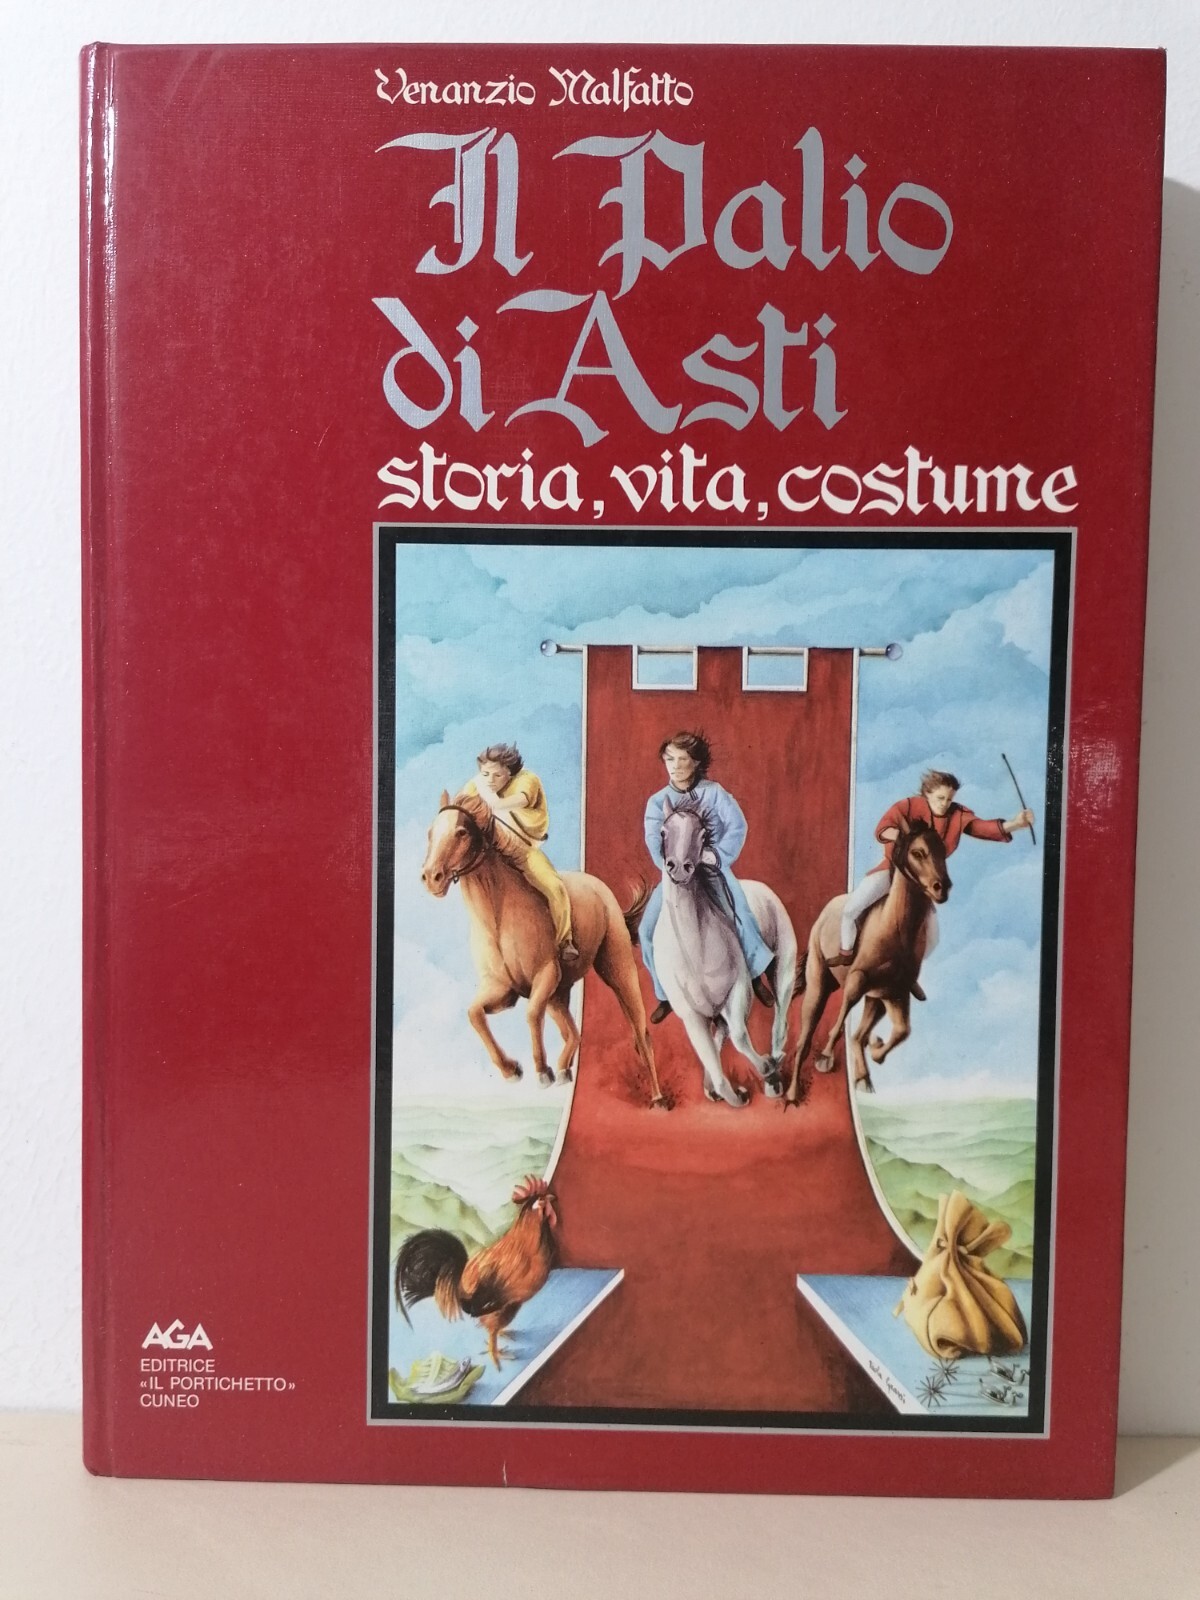 Venanzio Malfatto
Il Palio
di Asti
storia, vita, costume
AGA
EDITRICE
«IL PORTICHETTO»
CUNEO